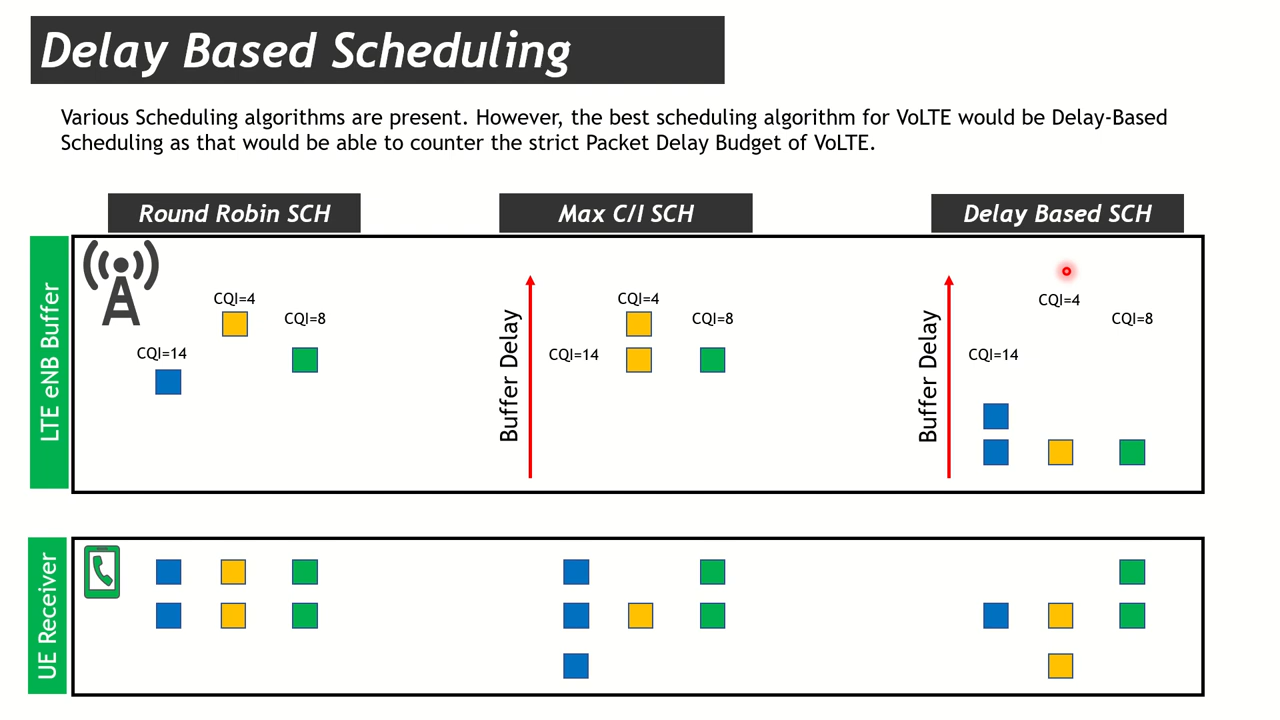 Delay Based Scheduling
Various Scheduling algorithms are present. However, the best scheduling algorithm for VoLTE would be Delay-Based
Scheduling as that would be able to counter the strict Packet Delay Budget of VoLTE.
Round Robin SCH
Max C/I SCH
Delay Based SCH
LTE eNB Buffer
CQI=14
CQI=4
CQI=8
Buffer Delay
CQI=14
CQI=4
CQI=8
Buffer Delay
CQI=14
CQI=4
CQI=8
UE Receiver